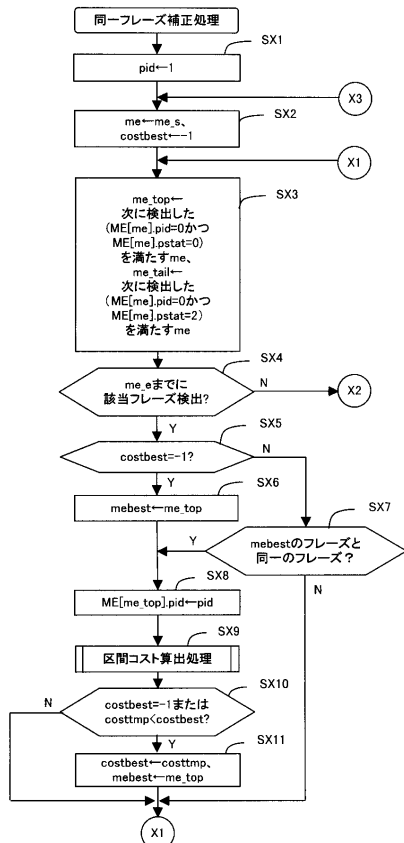 同一フレーズ補正処理
SX1
pid←1
X3
SX2
me←me_s、
costbest←-1
X1
SX3
me_top←
次に検出した
(ME[me].pid=0かつ
ME[me].pstat=0)
を満たすme、
me_tail←
次に検出した
(ME[me].pid=0かつ
ME[me].pstat=2)
を満たすme
SX4
me_eまでに
該当フレーズ検出?
N
X2
Y
SX5
costbest=-1?
N
Y
SX6
mebest←me_top
SX7
mebestのフレーズと
同一のフレーズ?
Y
N
SX8
ME[me_top].pid←pid
SX9
区間コスト算出処理
SX10
costbest=-1または
costtmp<costbest?
N
Y
SX11
costbest←costtmp、
mebest←me_top
X1